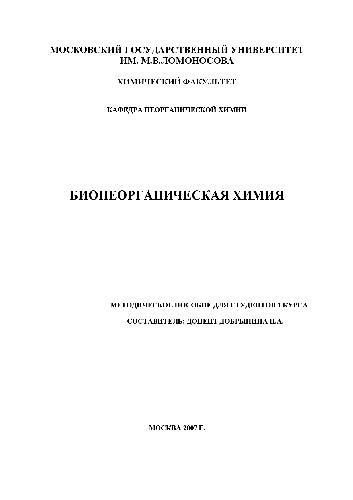 МОСКОВСКИЙ ГОСУДАРСТВЕННЫЙ УНИВЕРСИТЕТ
ИМ. М.В.ЛОМОНОСОВА
ХИМИЧЕСКИЙ ФАКУЛЬТЕТ
КАФЕДРА НЕОРГАНИЧЕСКОЙ ХИМИИ
БИОНЕОРГАНИЧЕСКАЯ ХИМИЯ
МЕТОДИЧЕСКОЕ ПОСОБИЕ ДЛЯ СТУДЕНТОВ 1 КУРСА
СОСТАВИТЕЛЬ: ДОЦЕНТ ДОБРЫНИНА Н.А.
МОСКВА 2007 Г.